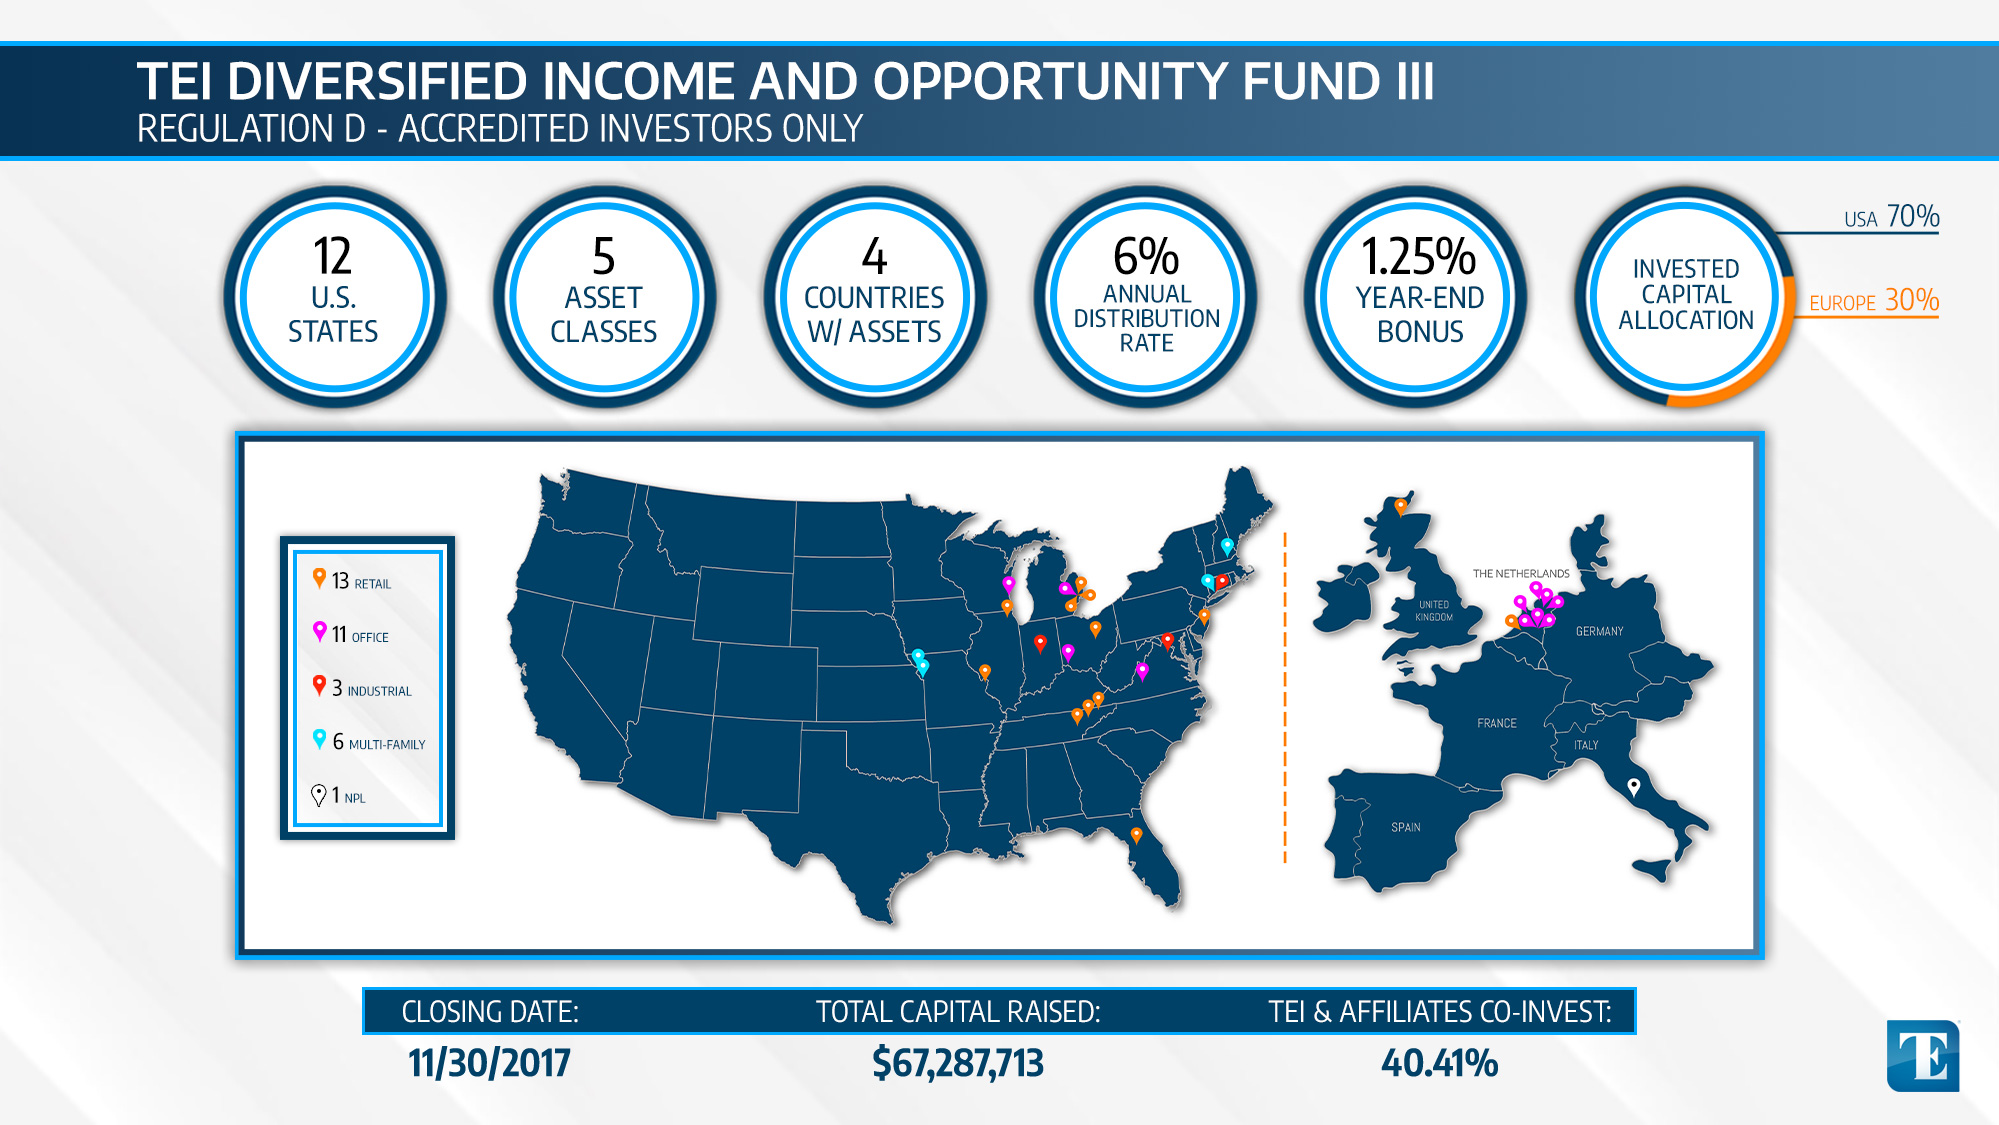 TEI DIVERSIFIED INCOME AND OPPORTUNITY FUND III
REGULATION D - ACCREDITED INVESTORS ONLY
12
U.S.
STATES
5
ASSET
CLASSES
4
COUNTRIES
W/ ASSETS
6%
ANNUAL
DISTRIBUTION
RATE
1.25%
YEAR-END
BONUS
INVESTED
CAPITAL
ALLOCATION
USA 70%
EUROPE 30%
13 RETAIL
11 OFFICE
3 INDUSTRIAL
6 MULTI-FAMILY
1 NPL
THE NETHERLANDS
UNITED
KINGDOM
GERMANY
FRANCE
ITALY
SPAIN
CLOSING DATE:
11/30/2017
TOTAL CAPITAL RAISED:
$67,287,713
TEI & AFFILIATES CO-INVEST:
40.41%
TE